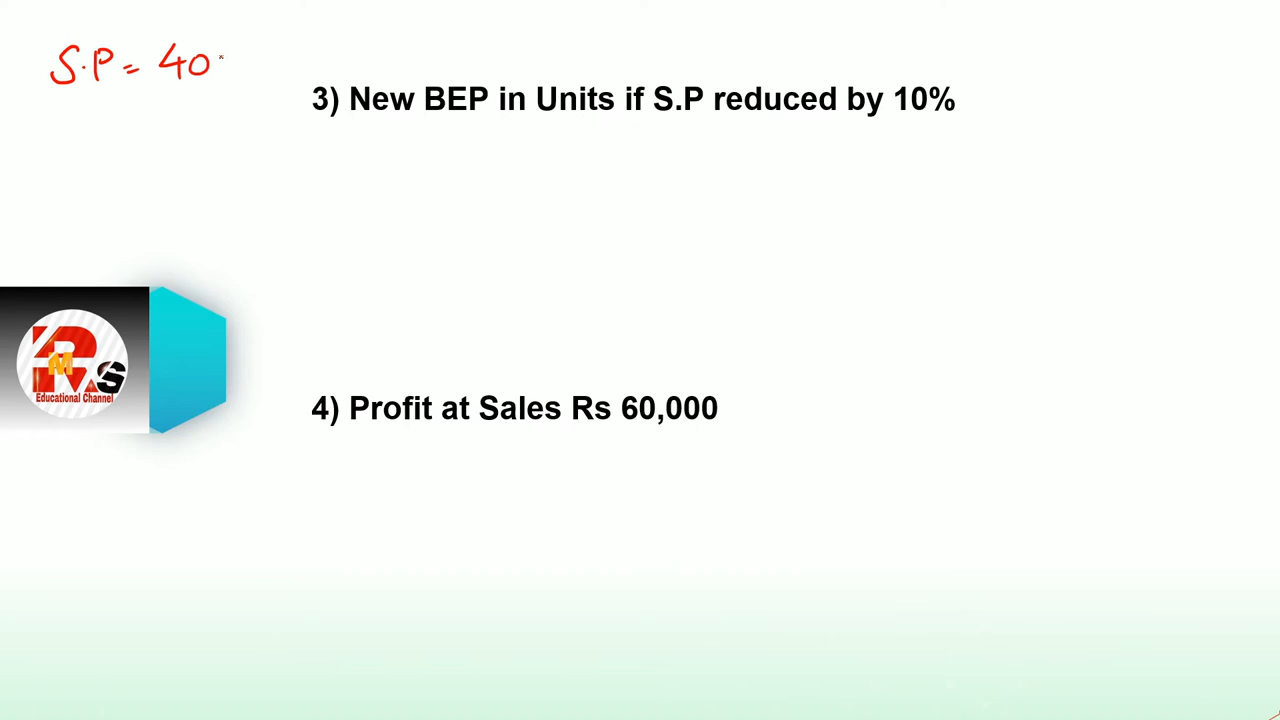 S.P = 40
3) New BEP in Units if S.P reduced by 10%
M
S
Educational Channel
4) Profit at Sales Rs 60,000